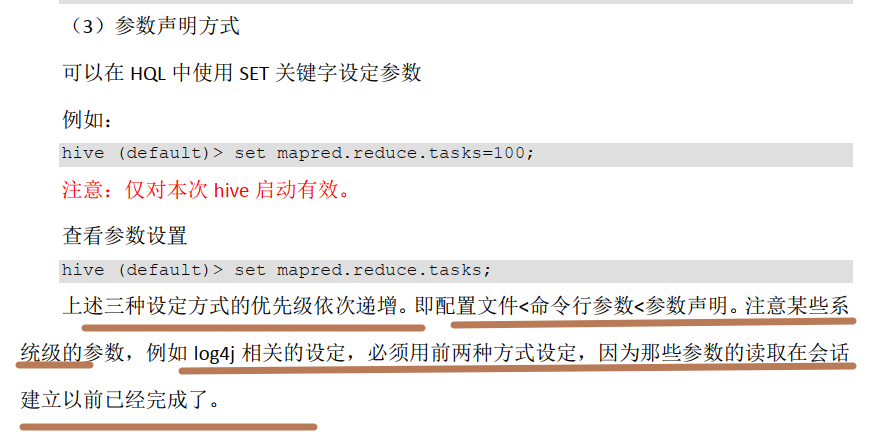 （3）参数声明方式
可以在 HQL 中使用 SET 关键字设定参数
例如：
hive (default)> set mapred.reduce.tasks=100;
注意：仅对本次 hive 启动有效。
查看参数设置
hive (default)> set mapred.reduce.tasks;
上述三种设定方式的优先级依次递增。即配置文件<命令行参数<参数声明。注意某些系
统级的参数，例如 log4j 相关的设定，必须用前两种方式设定，因为那些参数的读取在会话
建立以前已经完成了。